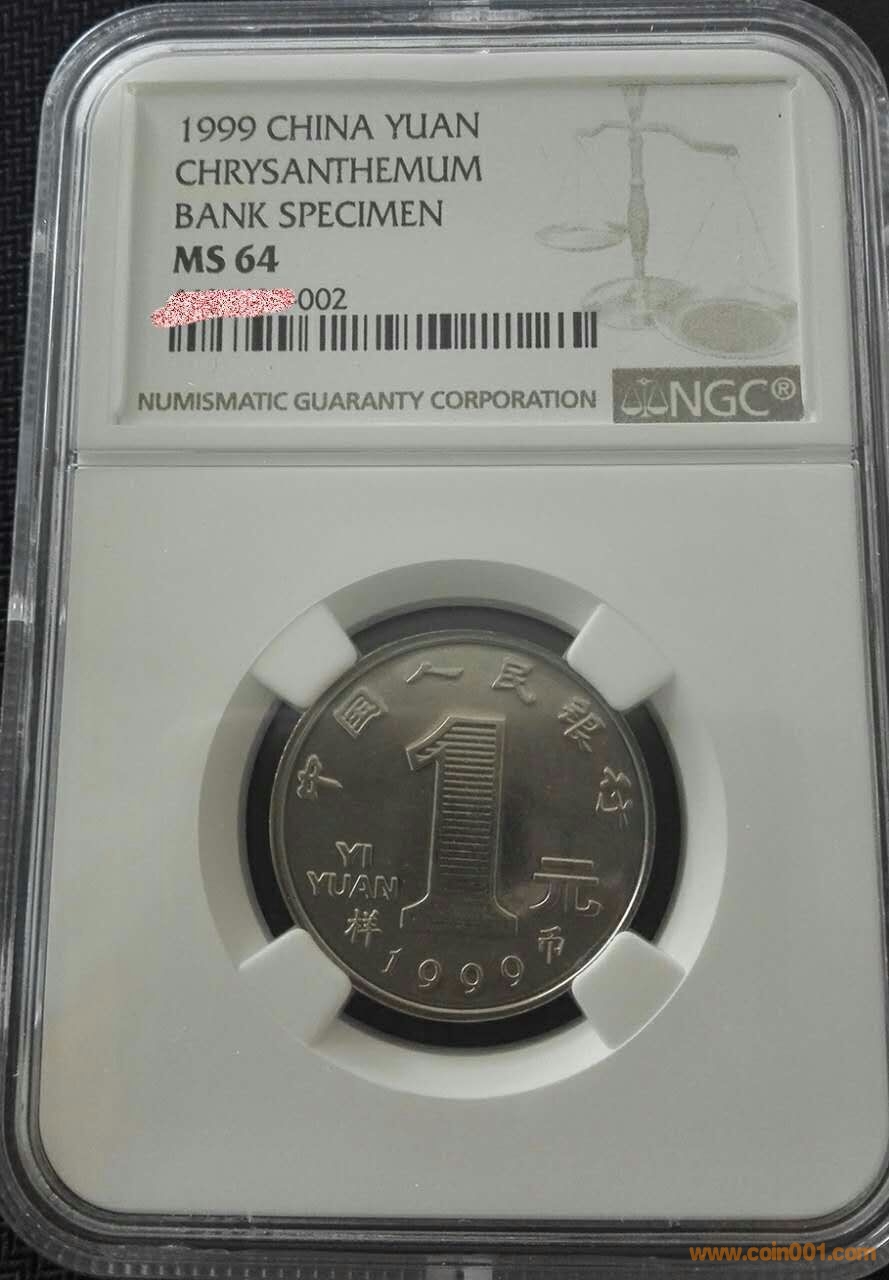 1999 CHINA YUAN
CHRYSANTHEMUM
BANK SPECIMEN
MS 64
-002
NUMISMATIC GUARANTY CORPORATION
NGC®
中国人民银行
1
YI
YUAN
元
样
币
1999
www.coin001.com